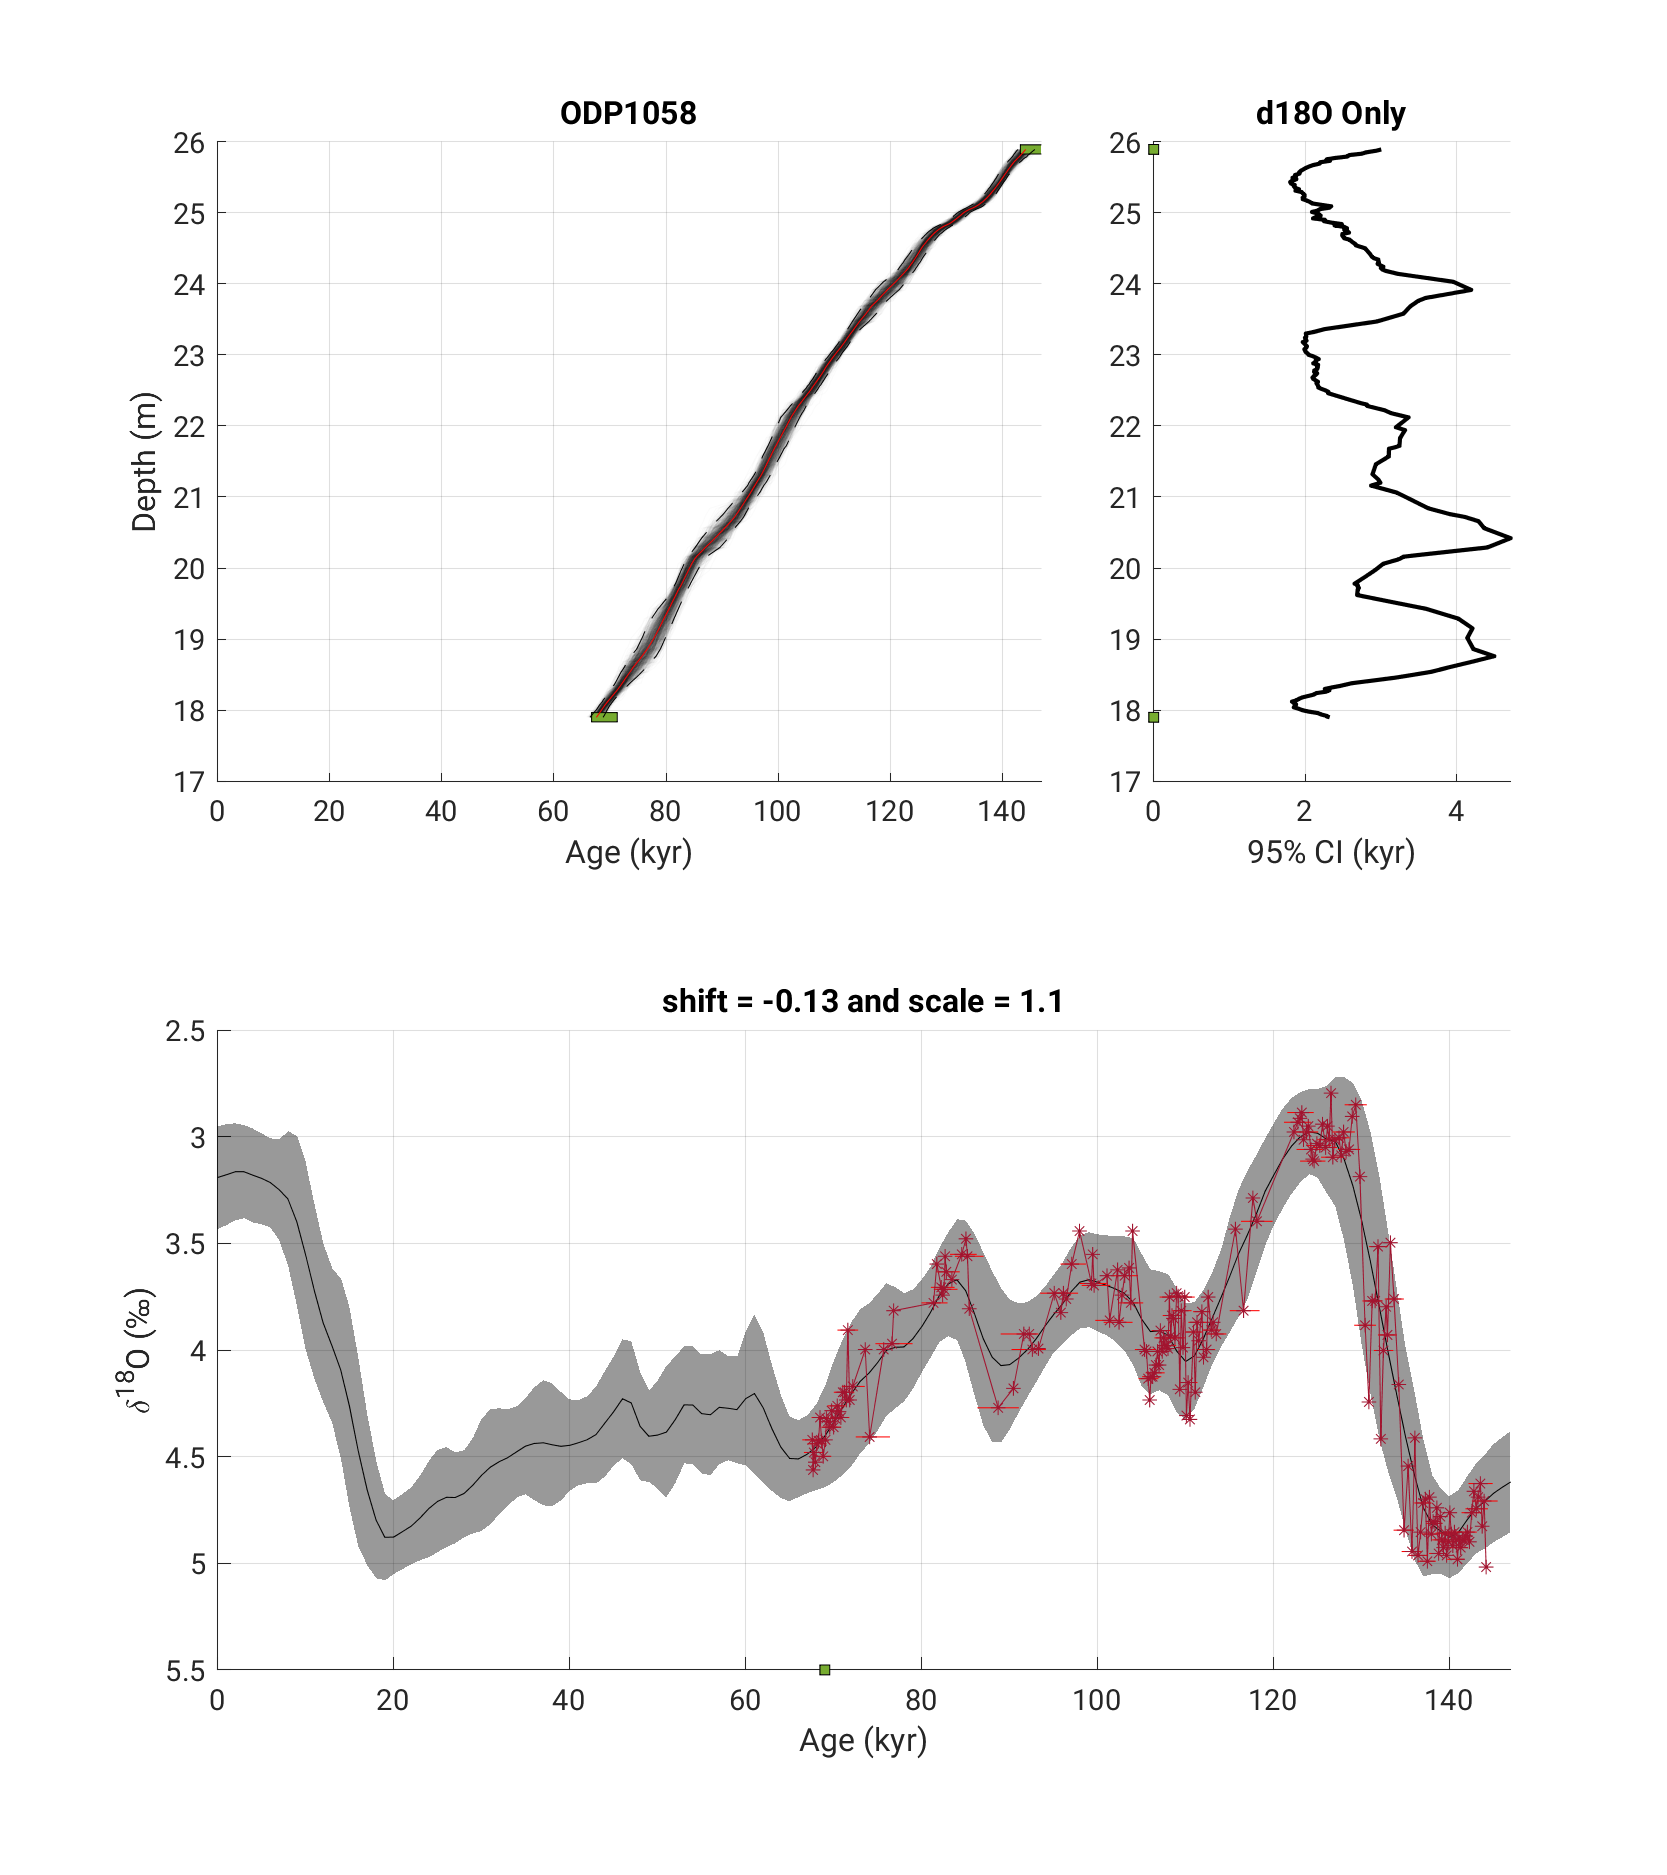 ODP1058
26
25
24
23
22
21
20
19
18
17
Depth (m)
0 20 40 60 80 100 120 140
Age (kyr)
d18O Only
26
25
24
23
22
21
20
19
18
17
0 2 4
95% CI (kyr)
shift = -0.13 and scale = 1.1
2.5
3
3.5
4
4.5
5
5.5
δ¹⁸O (‰)
0 20 40 60 80 100 120 140
Age (kyr)